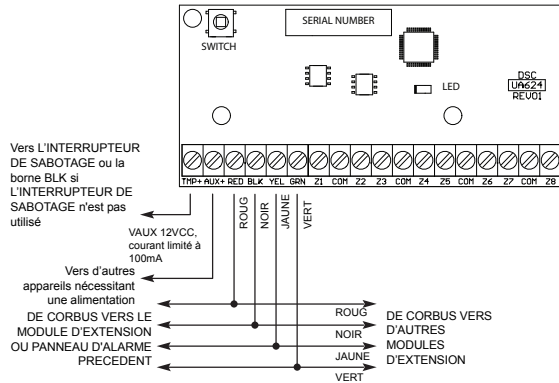 SWITCH
SERIAL NUMBER
LED
DSC
UA624
REV01
TMP+ AUX+ RED BLK YEL GRN Z1 COM Z2 Z3 COM Z4 Z5 COM Z6 Z7 COM Z8
Vers L'INTERRUPTEUR
DE SABOTAGE ou la
borne BLK si
L'INTERRUPTEUR DE
SABOTAGE n'est pas
utilisé
ROUG
NOIR
JAUNE
VERT
VAUX 12VCC,
courant limité à
100mA
Vers d'autres
appareils nécessitant
une alimentation
DE CORBUS VERS LE
MODULE D'EXTENSION
OU PANNEAU D'ALARME
PRECEDENT
ROUG
NOIR
JAUNE
VERT
DE CORBUS VERS
D'AUTRES
MODULES
D'EXTENSION